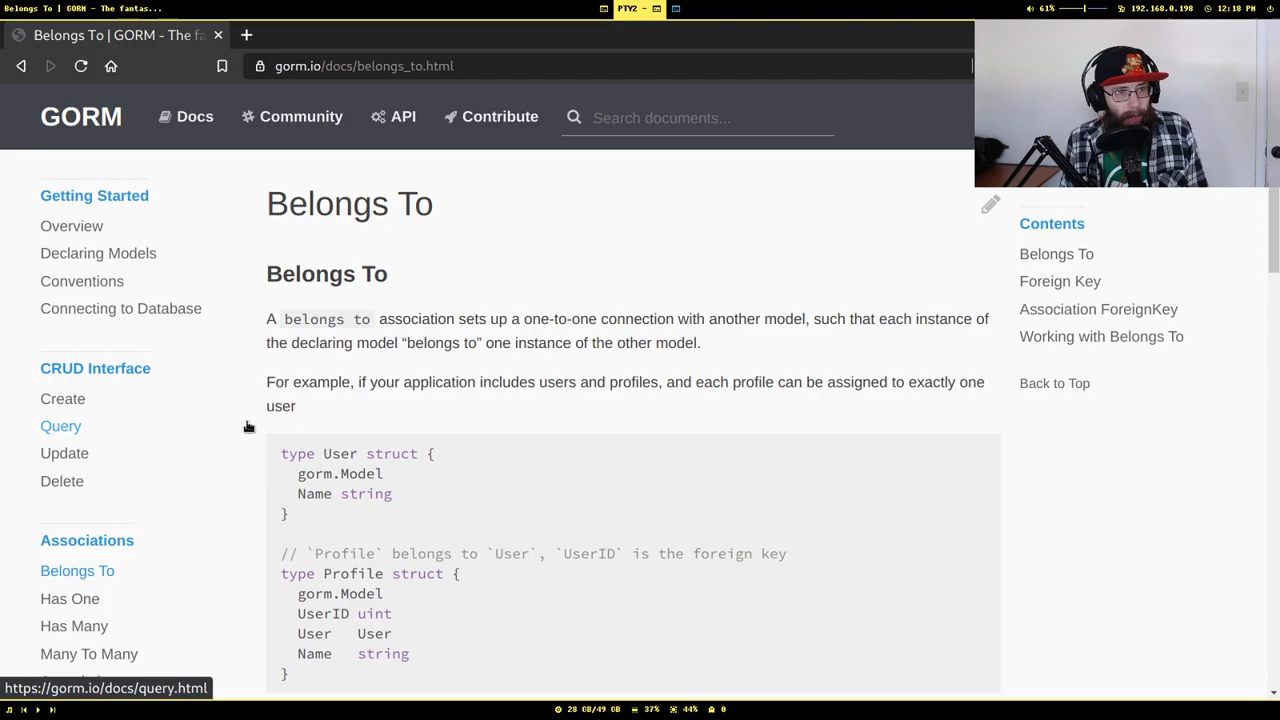 Belongs To | GORM - The fantas...
PTY2 -
61%
192.168.0.198
12:18 PM
Belongs To | GORM - The fa
gorm.io/docs/belongs_to.html
GORM
Docs
Community
API
Contribute
Search documents...
Getting Started
Overview
Declaring Models
Conventions
Connecting to Database
CRUD Interface
Create
Query
Update
Delete
Associations
Belongs To
Has One
Has Many
Many To Many
https://gorm.io/docs/query.html
Belongs To
Belongs To
A belongs to association sets up a one-to-one connection with another model, such that each instance of
the declaring model “belongs to” one instance of the other model.
For example, if your application includes users and profiles, and each profile can be assigned to exactly one
user
type User struct {
gorm.Model
Name string
}
// `Profile` belongs to `User`, `UserID` is the foreign key
type Profile struct {
gorm.Model
UserID uint
User User
Name string
}
Contents
Belongs To
Foreign Key
Association ForeignKey
Working with Belongs To
Back to Top
28 GB/49 GB
37%
44%
0